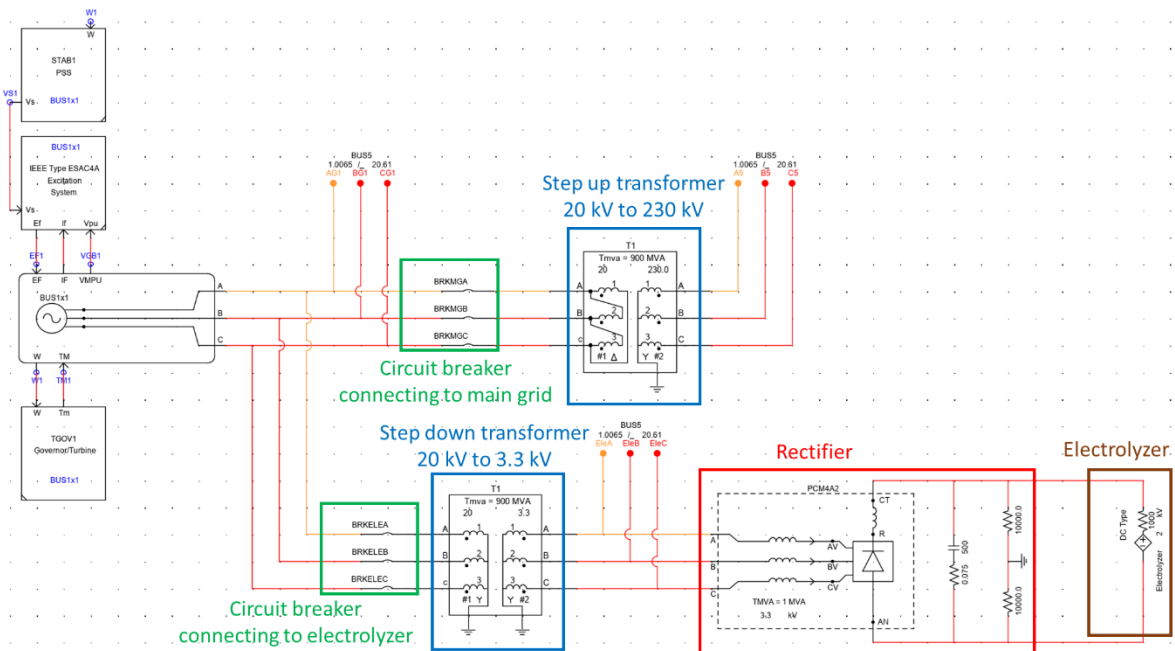 W1
W
STAB1
PSS
VS1
Vs
BUS1x1
BUS1x1
IEEE Type ESAC4A
Excitation
System
Vs
Ef If Vpu
EF1 VGB1
EF IF VMPU
BUS1x1
A
B
C
W TM
W1 TM1
W Tm
TGOV1
Governor/Turbine
BUS1x1
BUS5
1.0065 /_ 20.61
AG1 BG1 CG1
BRKMGA
BRKMGB
BRKMGC
Circuit breaker
connecting to main grid
Step up transformer
20 kV to 230 kV
T1
Tmva = 900 MVA
20 230.0
A 1 1 A
B 2 2 B
c 3 3 C
#1 Δ Y #2
BUS5
1.0065 /_ 20.61
A5 B5 C5
BRKELEA
BRKELEB
BRKELEC
Circuit breaker
connecting to electrolyzer
Step down transformer
20 kV to 3.3 kV
T1
Tmva = 900 MVA
20 3.3
A 1 1 A
B 2 2 B
c 3 3 C
#1 Y Y #2
BUS5
1.0065 /_ 20.61
EleA EleB EleC
Rectifier
PCM4A2
CT
R
A AV
B BV
C CV
TMVA = 1 MVA
3.3 kV
AN
500
0.075
10000.0
10000.0
Electrolyzer
DC Type
1000
kV
2
Electrolyzer